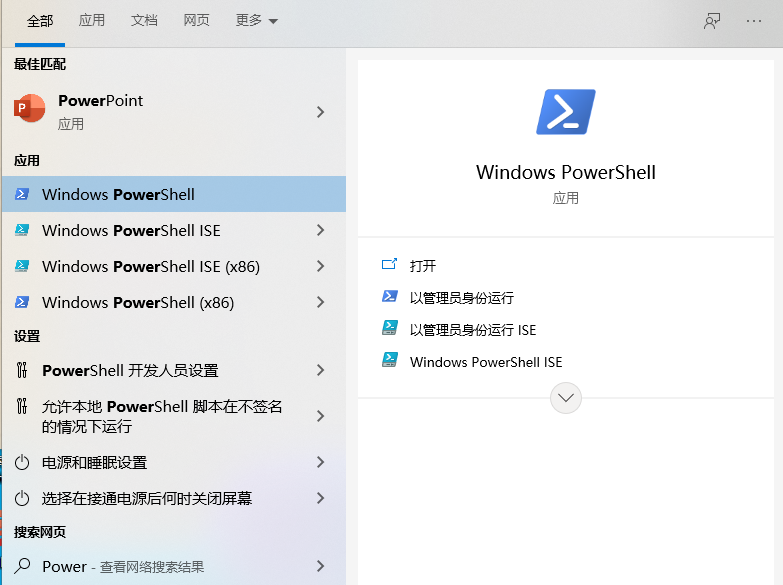 全部 应用 文档 网页 更多
最佳匹配
PowerPoint
应用
应用
Windows PowerShell
Windows PowerShell ISE
Windows PowerShell ISE (x86)
Windows PowerShell (x86)
设置
PowerShell 开发人员设置
允许本地 PowerShell 脚本在不签名
的情况下运行
电源和睡眠设置
选择在接通电源后何时关闭屏幕
搜索网页
Power - 查看网络搜索结果
Windows PowerShell
应用
打开
以管理员身份运行
以管理员身份运行 ISE
Windows PowerShell ISE